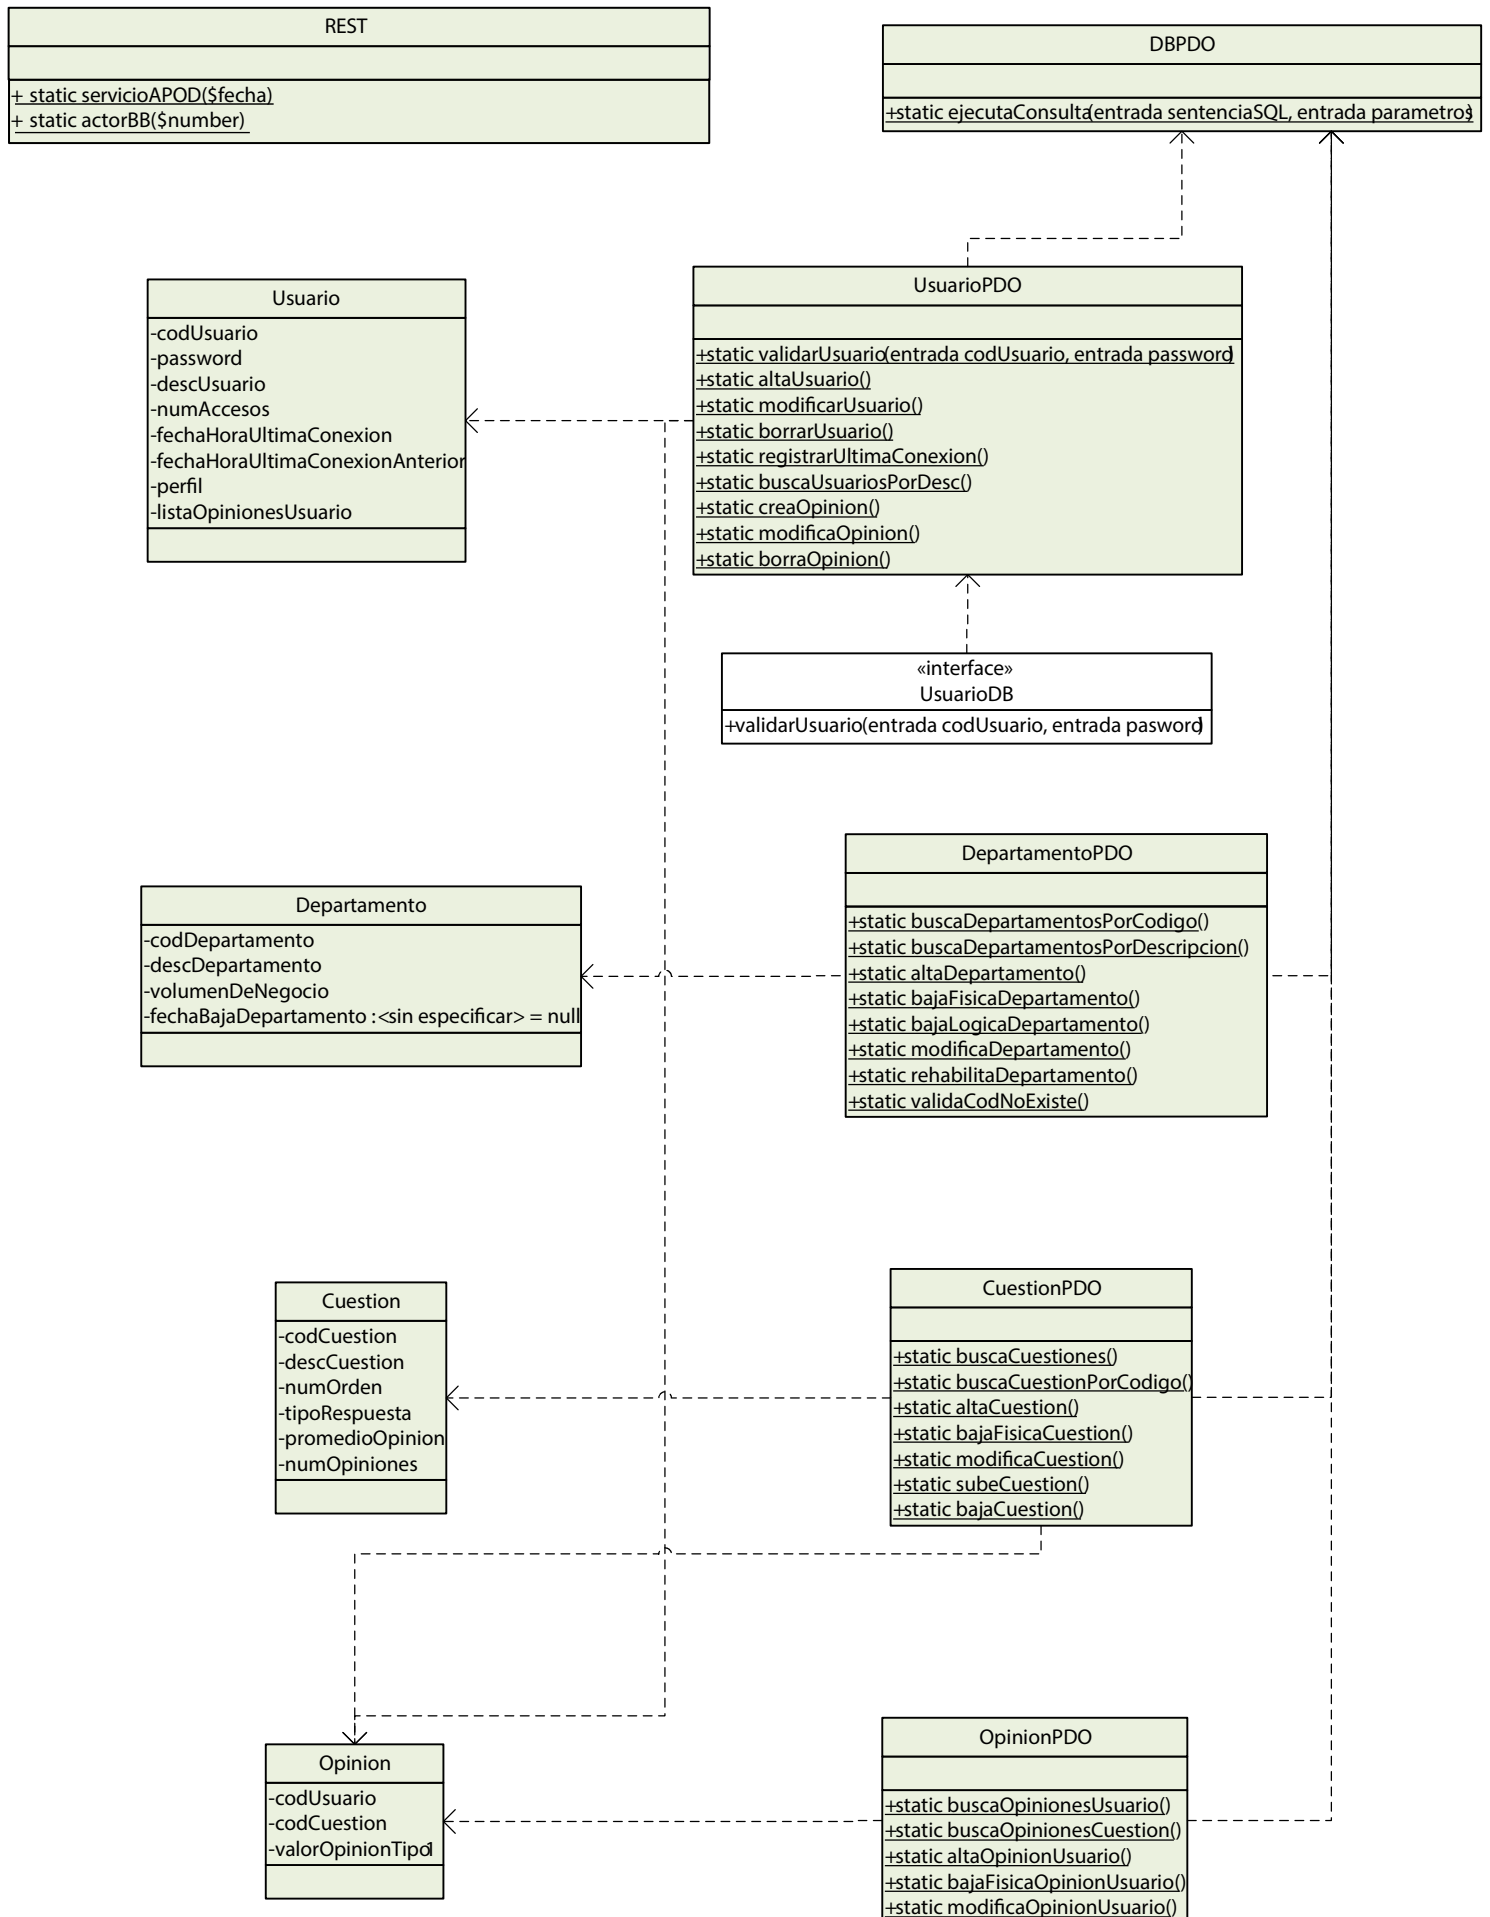 REST
+ static servicioAPOD($fecha)
+ static actorBB($number)
DBPDO
+static ejecutaConsulta(entrada sentenciaSQL, entrada parametros)
Usuario
-codUsuario
-password
-descUsuario
-numAccesos
-fechaHoraUltimaConexion
-fechaHoraUltimaConexionAnterior
-perfil
-listaOpinionesUsuario
UsuarioPDO
+static validarUsuario(entrada codUsuario, entrada password)
+static altaUsuario()
+static modificarUsuario()
+static borrarUsuario()
+static registrarUltimaConexion()
+static buscaUsuariosPorDesc()
+static creaOpinion()
+static modificaOpinion()
+static borraOpinion()
«interface»
UsuarioDB
+validarUsuario(entrada codUsuario, entrada pasword)
Departamento
-codDepartamento
-descDepartamento
-volumenDeNegocio
-fechaBajaDepartamento : <sin especificar> = null
DepartamentoPDO
+static buscaDepartamentosPorCodigo()
+static buscaDepartamentosPorDescripcion()
+static altaDepartamento()
+static bajaFisicaDepartamento()
+static bajaLogicaDepartamento()
+static modificaDepartamento()
+static rehabilitaDepartamento()
+static validaCodNoExiste()
Cuestion
-codCuestion
-descCuestion
-numOrden
-tipoRespuesta
-promedioOpinion
-numOpiniones
CuestionPDO
+static buscaCuestiones()
+static buscaCuestionPorCodigo()
+static altaCuestion()
+static bajaFisicaCuestion()
+static modificaCuestion()
+static subeCuestion()
+static bajaCuestion()
Opinion
-codUsuario
-codCuestion
-valorOpinionTipo1
OpinionPDO
+static buscaOpinionesUsuario()
+static buscaOpinionesCuestion()
+static altaOpinionUsuario()
+static bajaFisicaOpinionUsuario()
+static modificaOpinionUsuario()